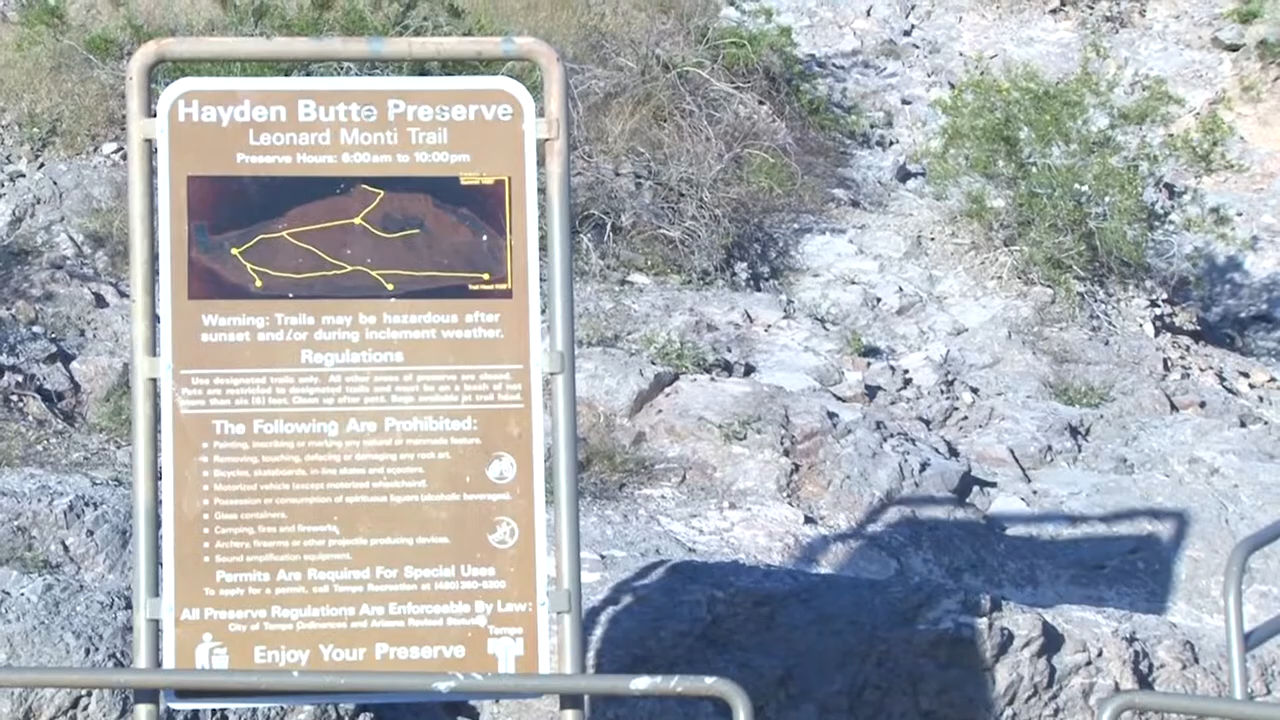 Hayden Butte Preserve
Leonard Monti Trail
Preserve Hours: 6:00am to 10:00pm
Trail Head
Warning: Trails may be hazardous after
sunset and/or during inclement weather.
Regulations
Use designated trails only. All other areas of preserve are closed.
Pets are restricted to designated trails and must be on a leash of not
more than six (6) feet. Clean up after pets. Bags available at trail head.
The Following Are Prohibited:
Painting, inscribing or marking any natural or manmade feature.
Removing, touching, defacing or damaging any rock art.
Bicycles, skateboards, in-line skates and scooters.
Motorized vehicle (except motorized wheelchairs).
Possession or consumption of spirituous liquors (alcoholic beverages).
Glass containers.
Camping, fires and fireworks.
Archery, firearms or other projectile producing devices.
Sound amplification equipment.
Permits Are Required For Special Uses
To apply for a permit, call Tempe Recreation at (480)350-5200
All Preserve Regulations Are Enforceable By Law:
City of Tempe Ordinances and Arizona Revised Statutes
Tempe
Enjoy Your Preserve